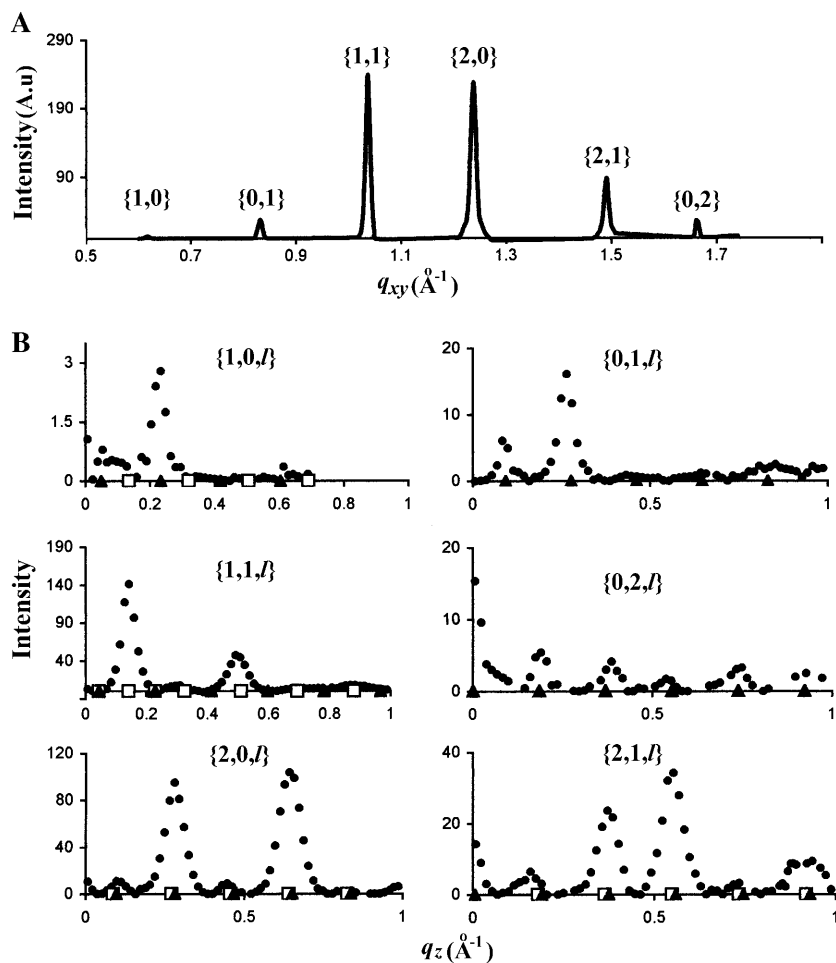 A
Intensity (A.u)
290
190
90
{1,0} {0,1} {1,1} {2,0} {2,1} {0,2}
0.5 0.7 0.9 1.1 1.3 1.5 1.7
qxy (Å-1)
B
Intensity
{1,0,l}
3
1.5
0
0 0.2 0.4 0.6 0.8 1
{0,1,l}
20
10
0
0 0.5 1
{1,1,l}
190
140
90
40
0 0.2 0.4 0.6 0.8 1
{0,2,l}
20
10
0
0 0.5 1
{2,0,l}
120
80
40
0
0 0.5 1
{2,1,l}
40
20
0
0 0.5 1
qz (Å-1)